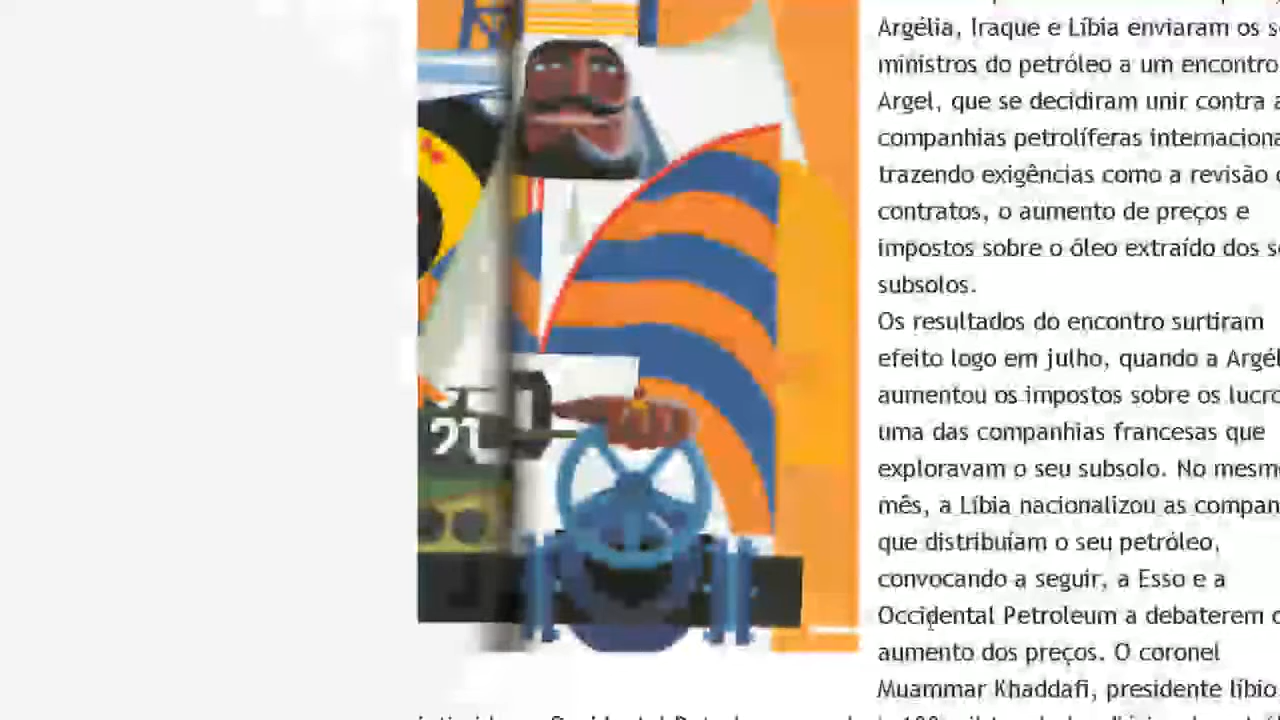 Argélia, Iraque e Líbia enviaram os
ministros do petróleo a um encontro
Argel, que se decidiram unir contra
companhias petrolíferas
trazendo exigências como a revisão
contratos, o aumento de preços e
impostos sobre o óleo extraído dos
subsolos.
Os resultados do encontro surtiram
efeito logo em julho, quando a
aumentou os impostos sobre os
uma das companhias francesas que
exploravam o seu subsolo. No
mês, a Líbia nacionalizou as
que distribuíam o seu petróleo,
convocando a seguir, a Esso e a
Occidental Petroleum a debaterem
aumento dos preços. O coronel
Muammar Khaddafi, presidente líbio